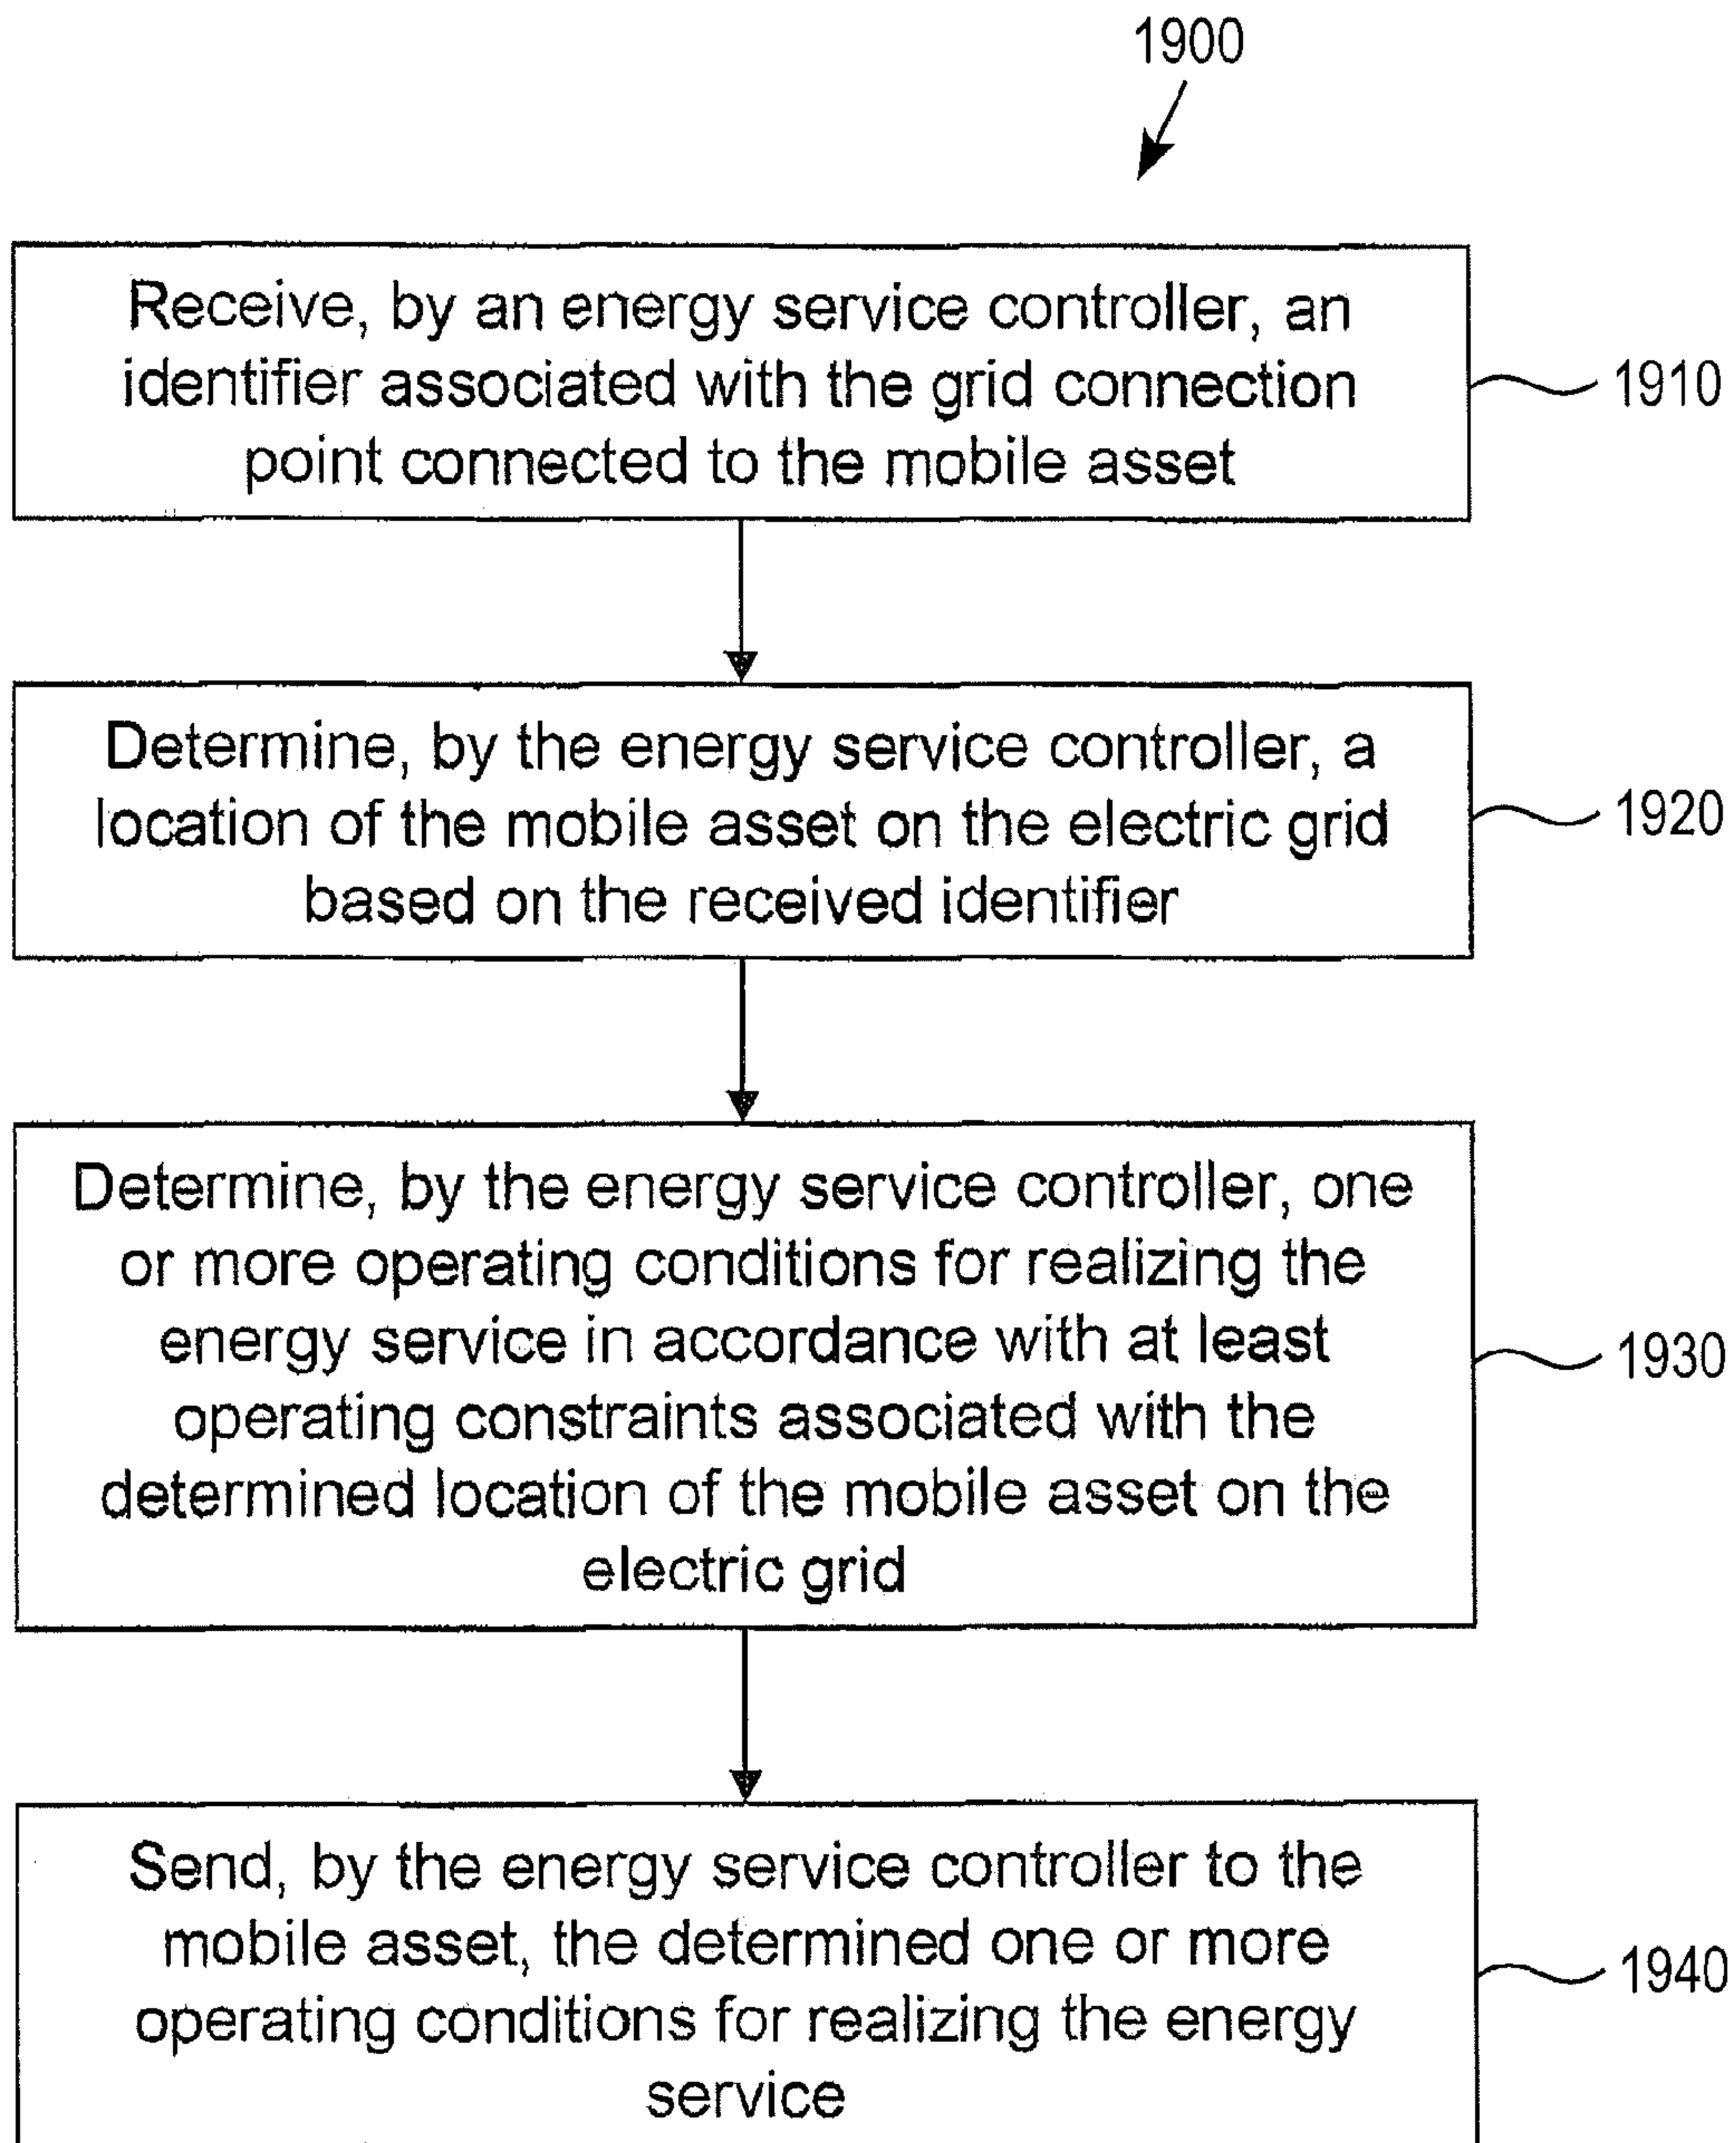 1900
Receive, by an energy service controller, an
identifier associated with the grid connection
point connected to the mobile asset
1910
Determine, by the energy service controller, a
location of the mobile asset on the electric grid
based on the received identifier
1920
Determine, by the energy service controller, one
or more operating conditions for realizing the
energy service in accordance with at least
operating constraints associated with the
determined location of the mobile asset on the
electric grid
1930
Send, by the energy service controller to the
mobile asset, the determined one or more
operating conditions for realizing the energy
service
1940